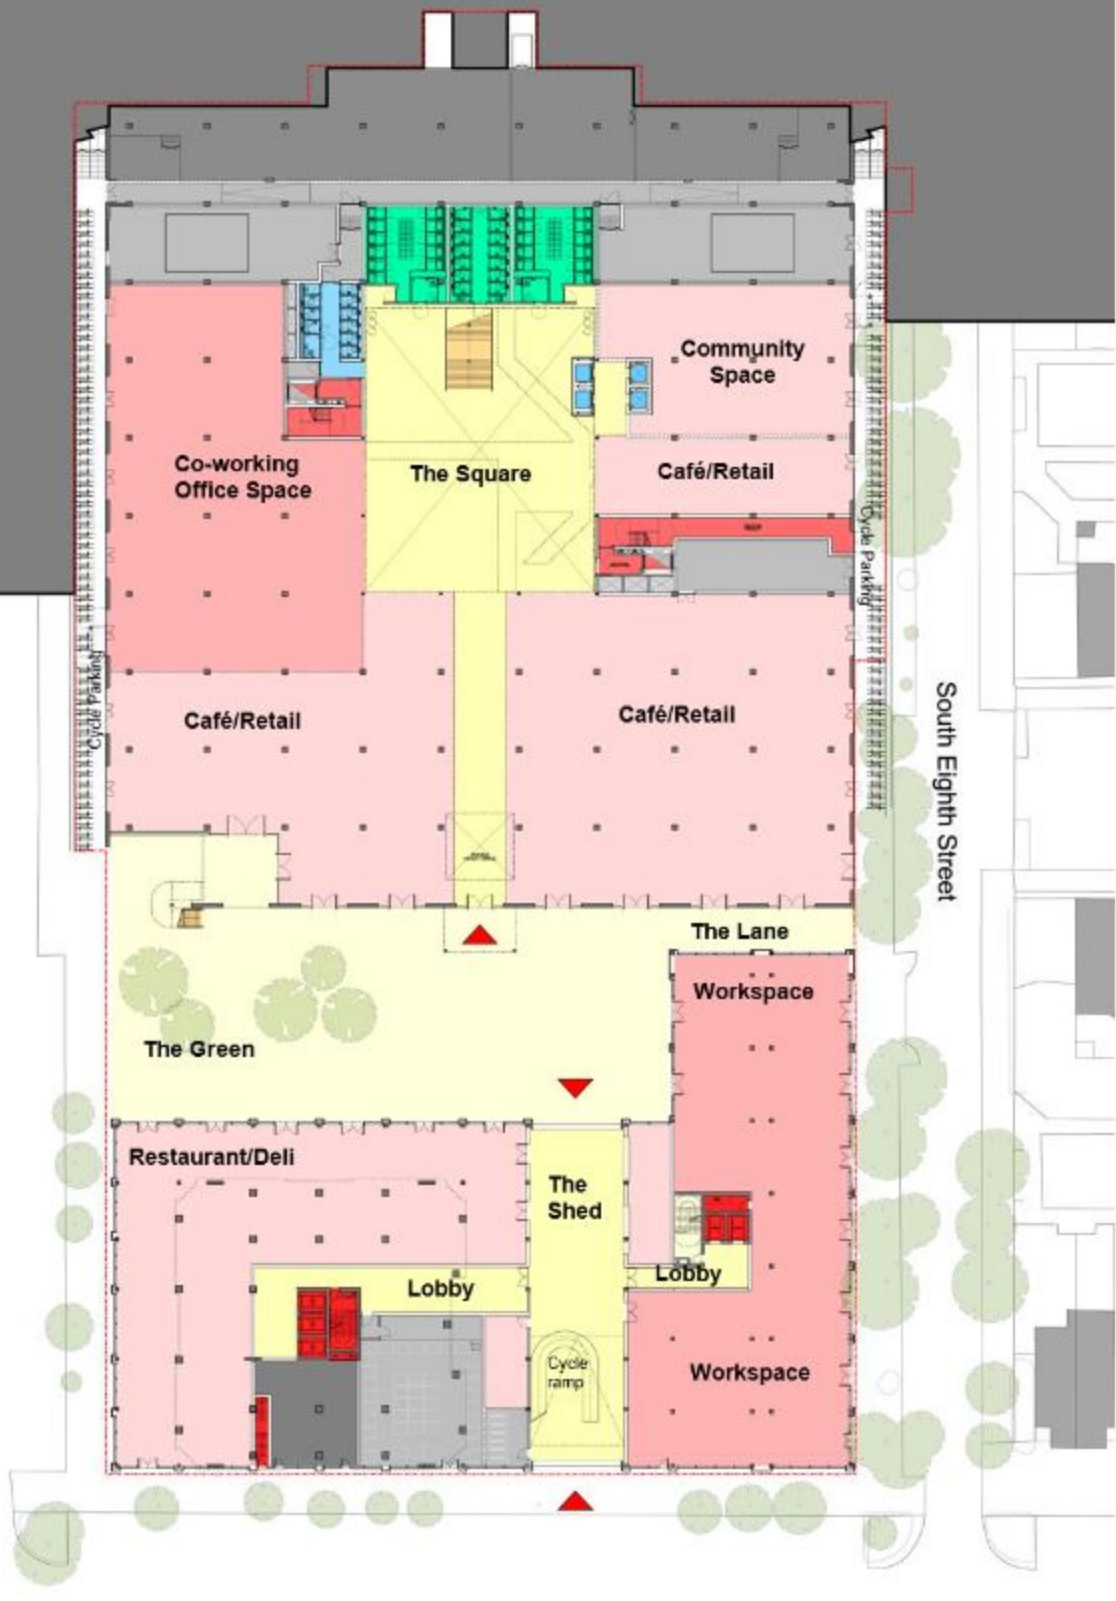 Community
Space
Co-working
Office Space
The Square
Café/Retail
Cycle Parking
Cycle Parking
Café/Retail
Café/Retail
South Eighth Street
The Lane
Workspace
The Green
Restaurant/Deli
The
Shed
Lobby
Lobby
Cycle
ramp
Workspace